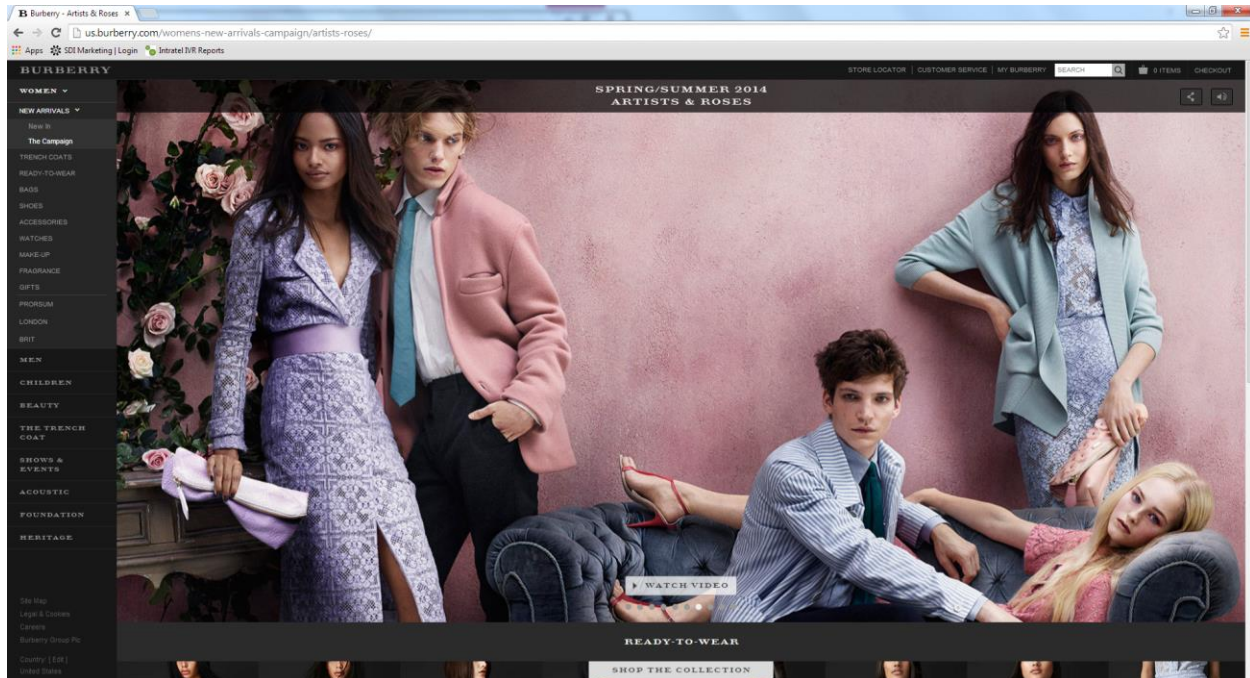 B Burberry - Artists & Roses
us.burberry.com/womens-new-arrivals-campaign/artists-roses/
Apps SDI Marketing | Login Intratel IVR Reports
BURBERRY
STORE LOCATOR | CUSTOMER SERVICE | MY BURBERRY SEARCH 0 ITEMS CHECKOUT
SPRING/SUMMER 2014
ARTISTS & ROSES
WOMEN
NEW ARRIVALS
New In
The Campaign
TRENCH COATS
READY-TO-WEAR
BAGS
SHOES
ACCESSORIES
WATCHES
MAKE-UP
FRAGRANCE
GIFTS
PRORSUM
LONDON
BRIT
MEN
CHILDREN
BEAUTY
THE TRENCH
COAT
SHOWS &
EVENTS
ACOUSTIC
FOUNDATION
HERITAGE
Site Map
Legal & Cookies
Careers
Burberry Group Plc
Country: [ Edit ]
United States
WATCH VIDEO
READY-TO-WEAR
SHOP THE COLLECTION